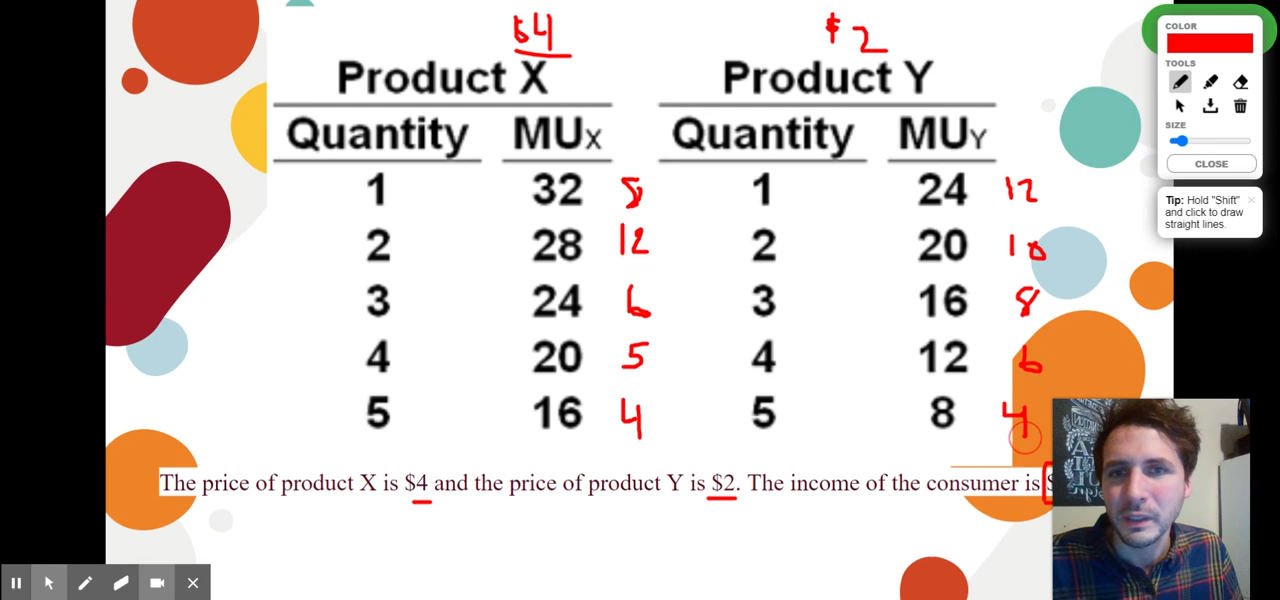 $4 $2
Product X Product Y
Quantity MUX Quantity MUY
1 32 8 1 24 12
2 28 12 2 20 10
3 24 6 3 16 8
4 20 5 4 12 6
5 16 4 5 8 4
The price of product X is $4 and the price of product Y is $2. The income of the consumer is
COLOR
TOOLS
SIZE
CLOSE
Tip: Hold "Shift"
and click to draw
straight lines.